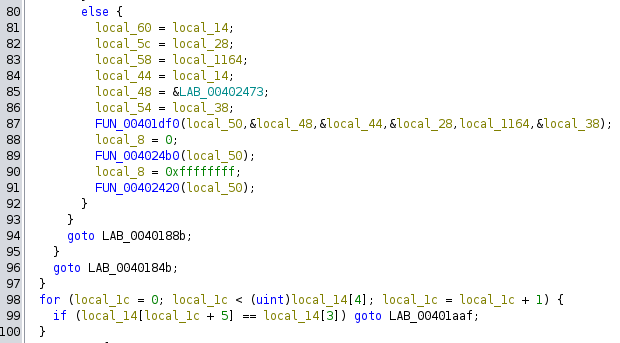 80 else {
81 local_60 = local_14;
82 local_5c = local_28;
83 local_58 = local_1164;
84 local_44 = local_14;
85 local_48 = &LAB_00402473;
86 local_54 = local_38;
87 FUN_00401df0(local_50,&local_48,&local_44,&local_28,local_1164,&local_38);
88 local_8 = 0;
89 FUN_004024b0(local_50);
90 local_8 = 0xffffffff;
91 FUN_00402420(local_50);
92 }
93 }
94 goto LAB_0040188b;
95 }
96 goto LAB_0040184b;
97 }
98 for (local_1c = 0; local_1c < (uint)local_14[4]; local_1c = local_1c + 1) {
99 if (local_14[local_1c + 5] == local_14[3]) goto LAB_00401aaf;
100 }